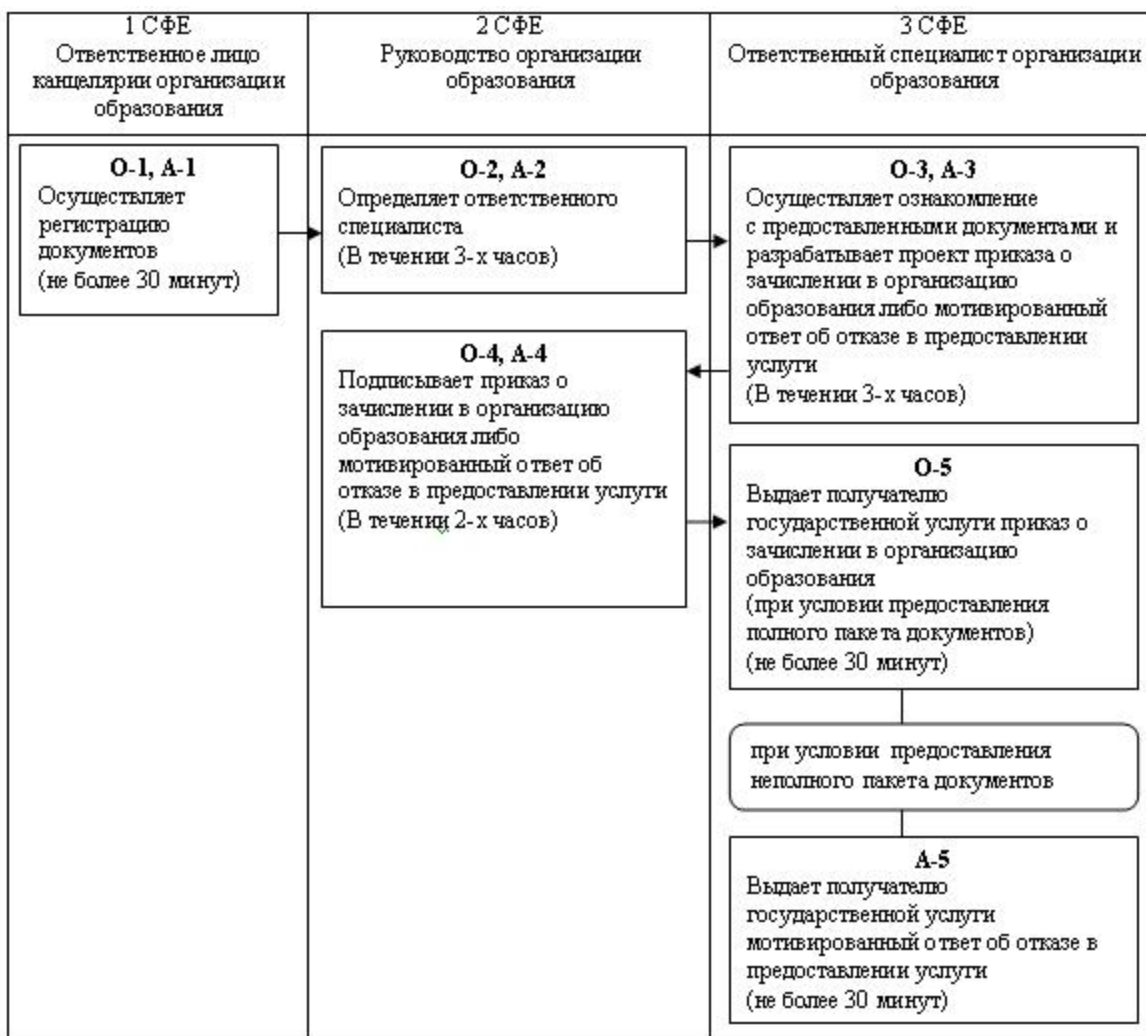 1 СФЕ
Ответственное лицо
канцелярии организации
образования
2 СФЕ
Руководство организации
образования
3 СФЕ
Ответственный специалист организации
образования
О-1, А-1
Осуществляет
регистрацию
документов
(не более 30 минут)
О-2, А-2
Определяет ответственного
специалиста
(В течении 3-х часов)
О-3, А-3
Осуществляет ознакомление
с предоставленными документами и
разрабатывает проект приказа о
зачислении в организацию
образования либо мотивированный
ответ об отказе в предоставлении
услуги
(В течении 3-х часов)
О-4, А-4
Подписывает приказ о
зачислении в организацию
образования либо
мотивированный ответ об
отказе в предоставлении услуги
(В течении 2-х часов)
О-5
Выдает получателю
государственной услуги приказ о
зачислении в организацию
образования
(при условии предоставления
полного пакета документов)
(не более 30 минут)
при условии предоставления
неполного пакета документов
А-5
Выдает получателю
государственной услуги
мотивированный ответ об отказе в
предоставлении услуги
(не более 30 минут)